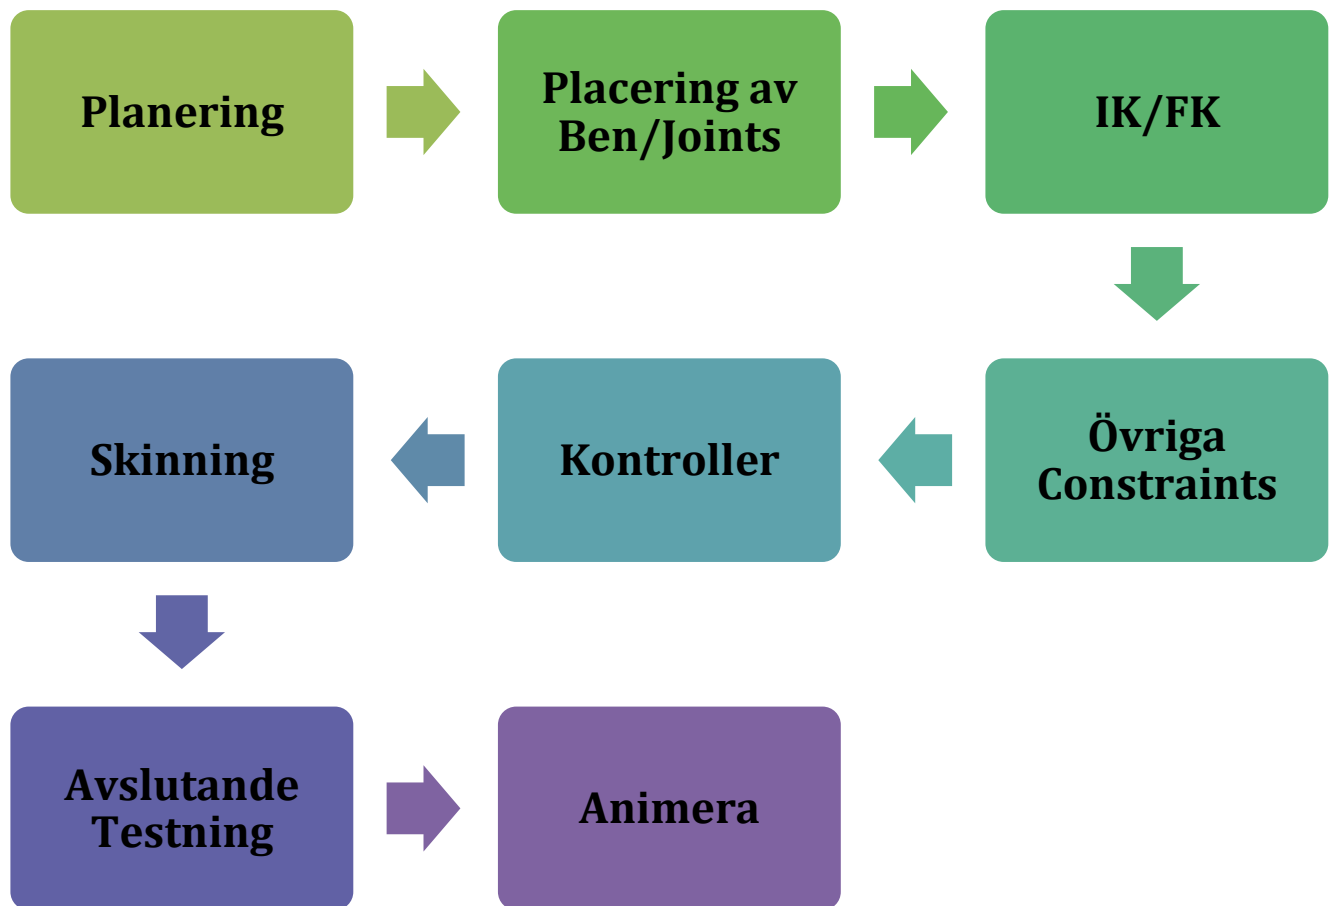 Planering
Placering av
Ben/Joints
IK/FK
Övriga
Constraints
Kontroller
Skinning
Avslutande
Testning
Animera